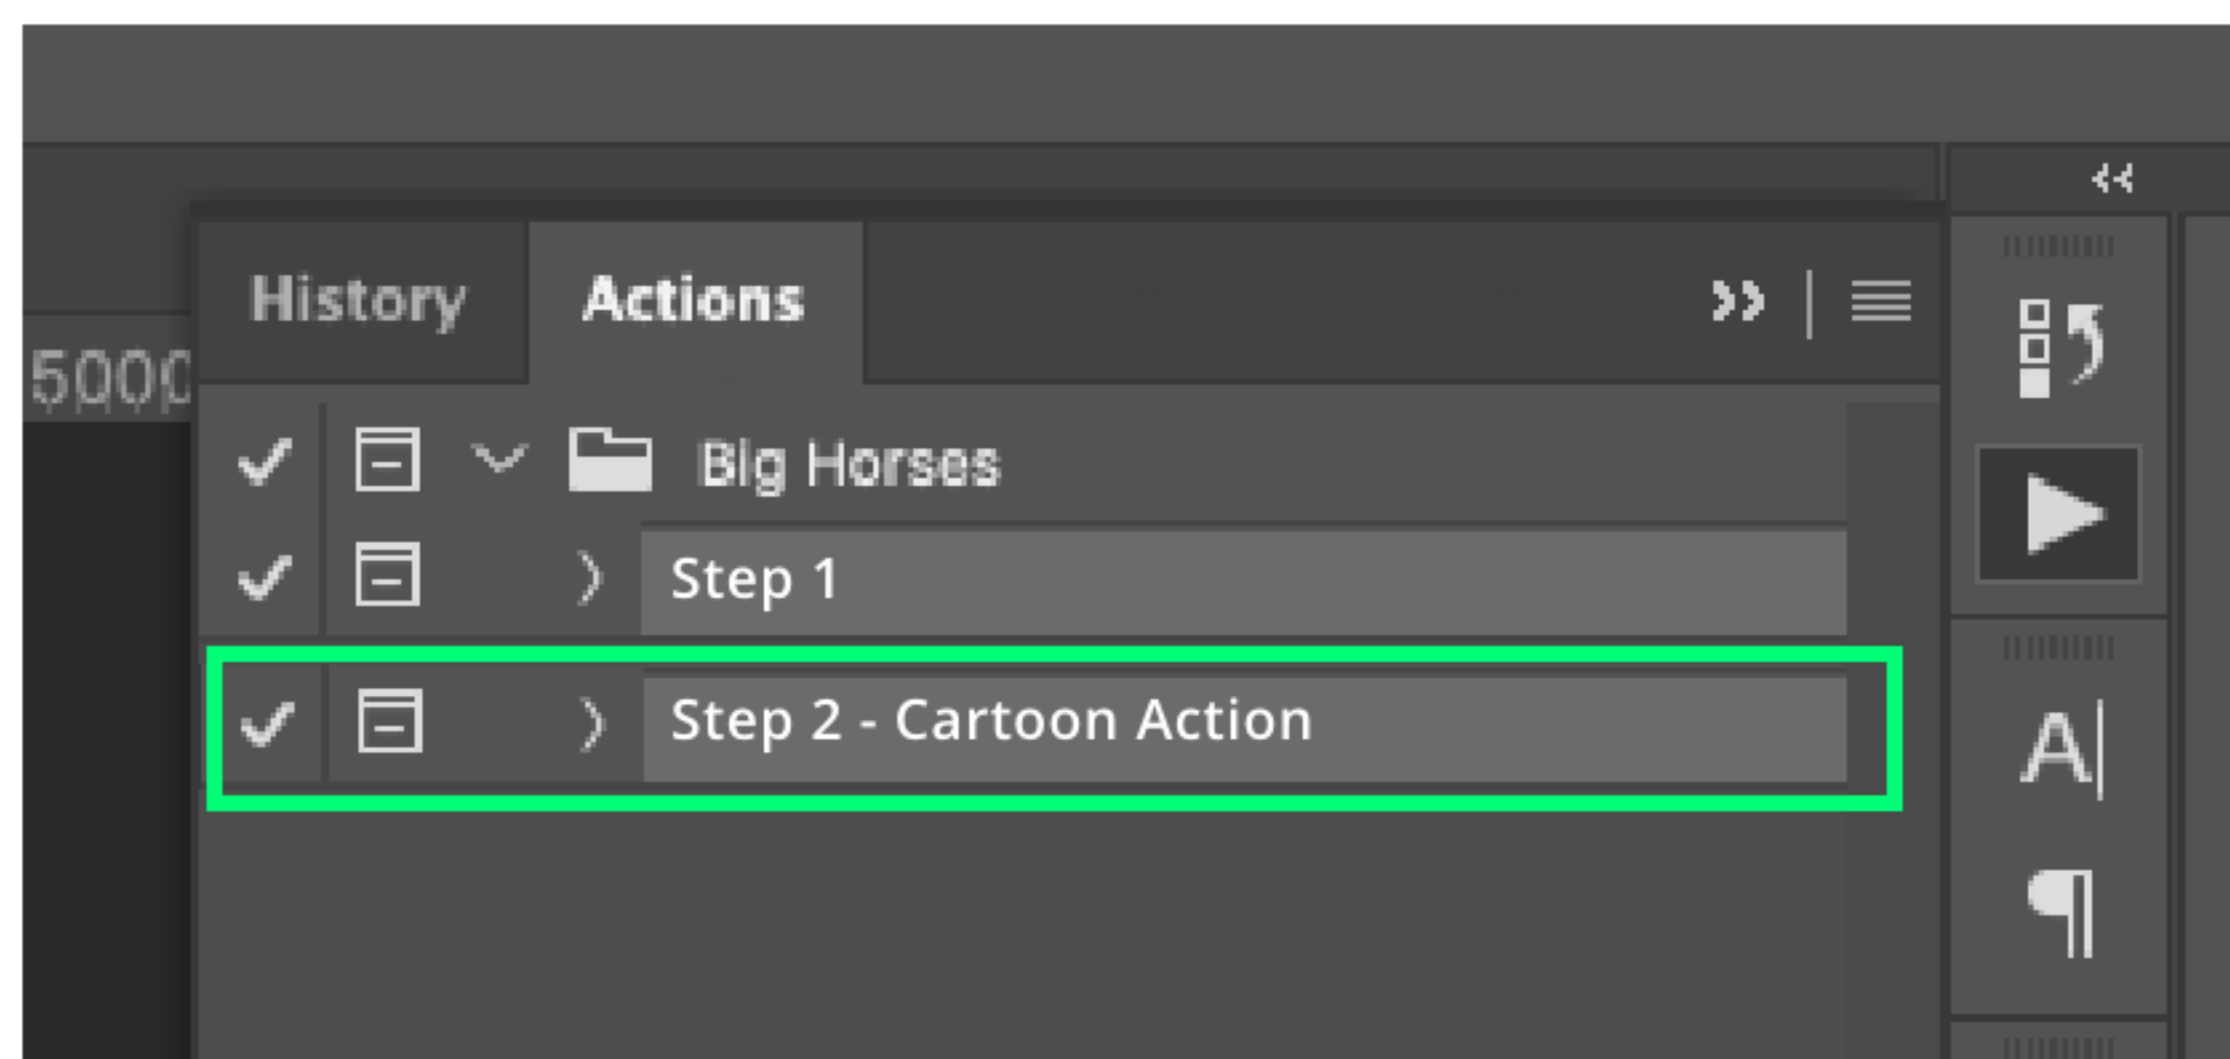 History Actions
5000
Big Horses
Step 1
Step 2 - Cartoon Action
A
¶